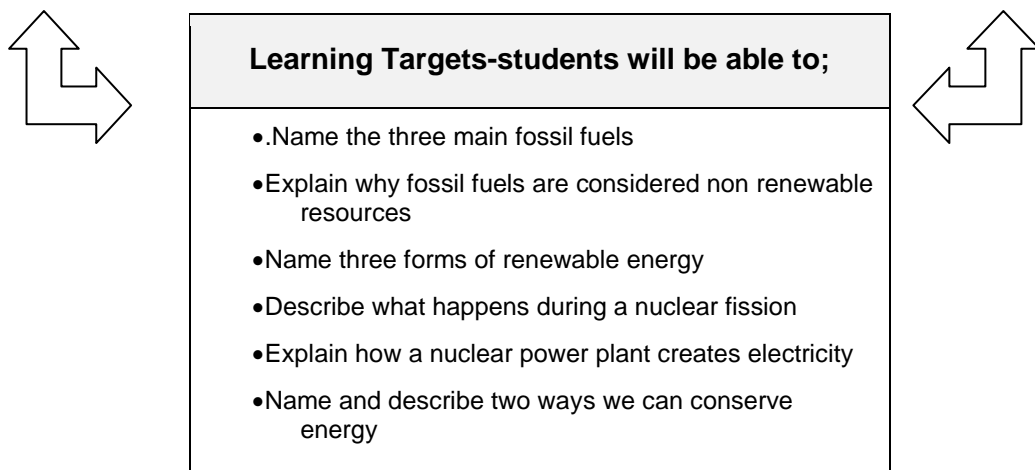 Learning Targets-students will be able to;
•.Name the three main fossil fuels
•Explain why fossil fuels are considered non renewable
resources
•Name three forms of renewable energy
•Describe what happens during a nuclear fission
•Explain how a nuclear power plant creates electricity
•Name and describe two ways we can conserve
energy